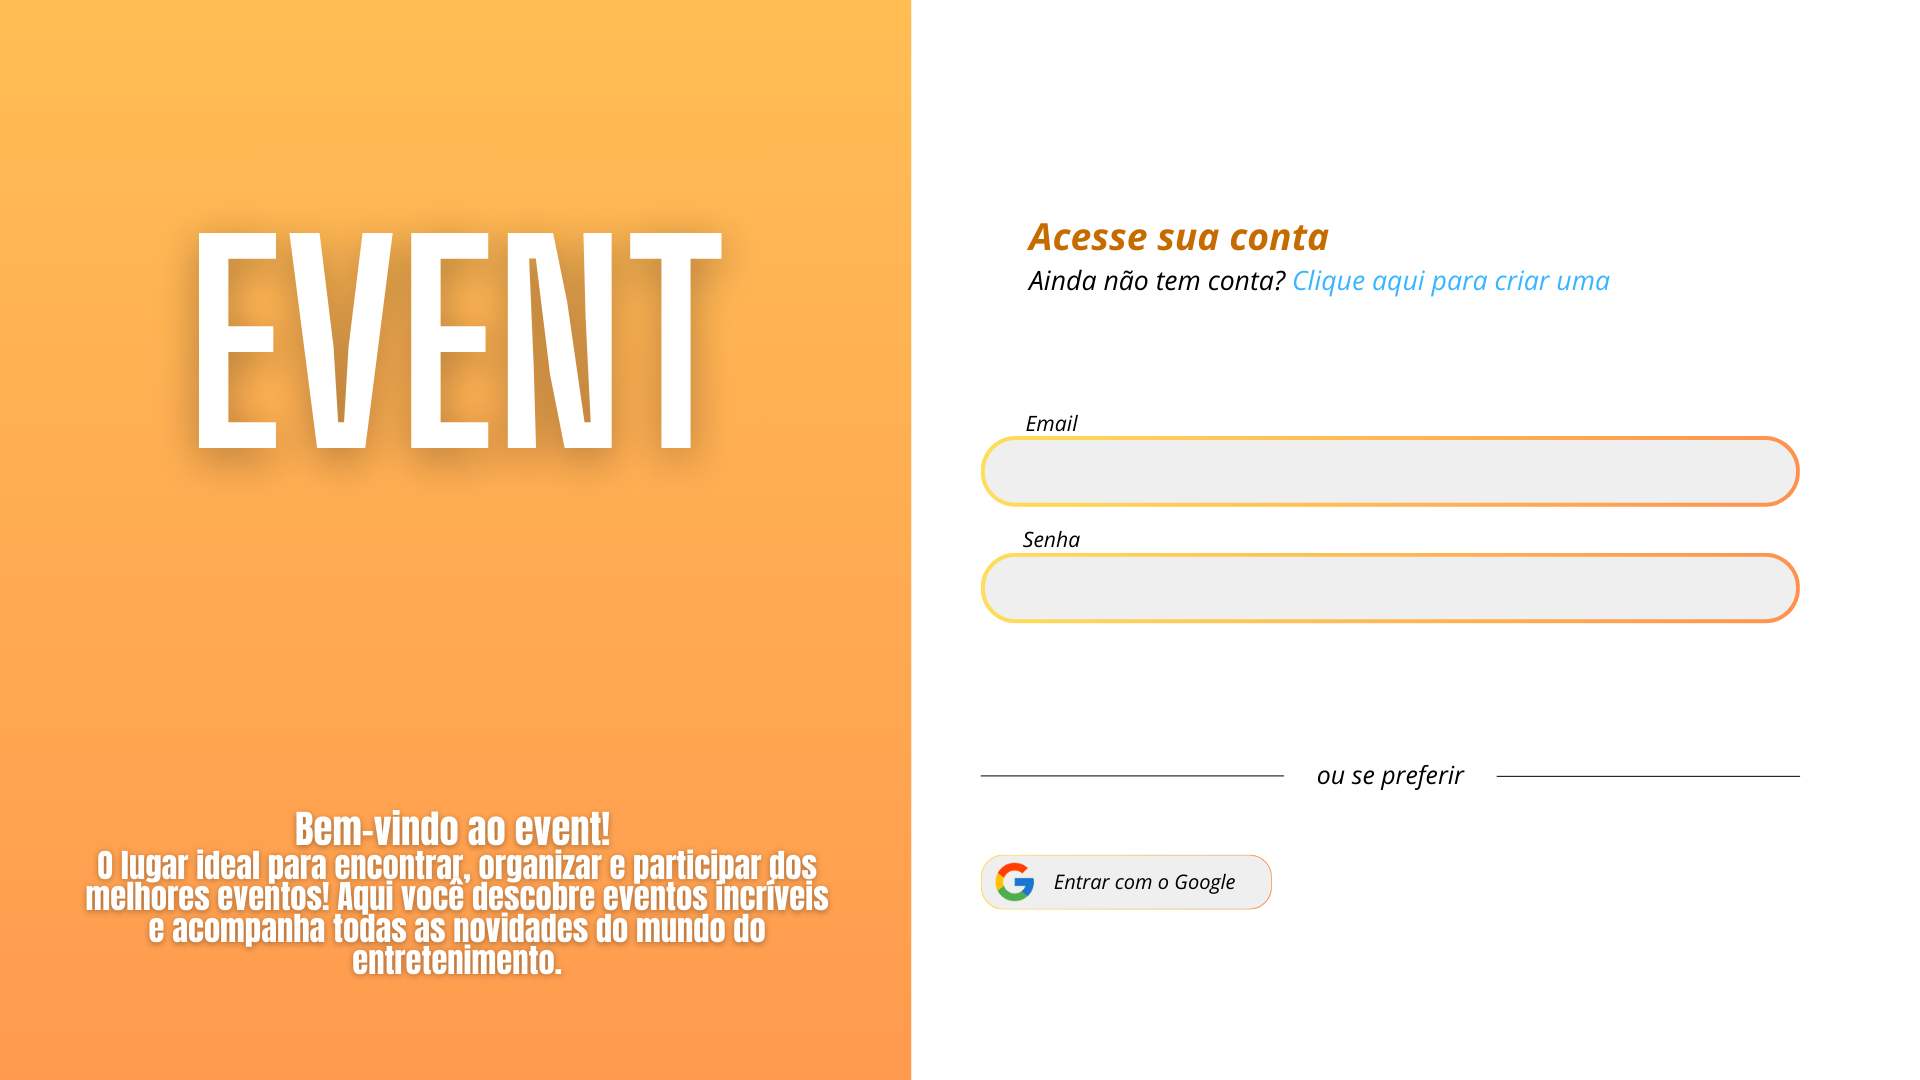 EVENT
Bem-vindo ao event!
O lugar ideal para encontrar, organizar e participar dos
melhores eventos! Aqui você descobre eventos incríveis
e acompanha todas as novidades do mundo do
entretenimento.
Acesse sua conta
Ainda não tem conta? Clique aqui para criar uma
Email
Senha
ou se preferir
Entrar com o Google